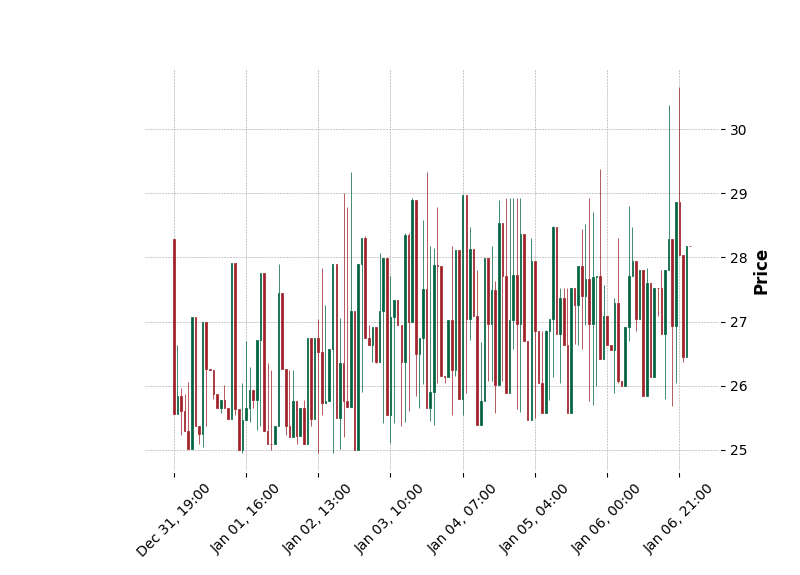 30
29
28
27
26
25
Price
Dec 31, 19:00
Jan 01, 16:00
Jan 02, 13:00
Jan 03, 10:00
Jan 04, 07:00
Jan 05, 04:00
Jan 06, 00:00
Jan 06, 21:00